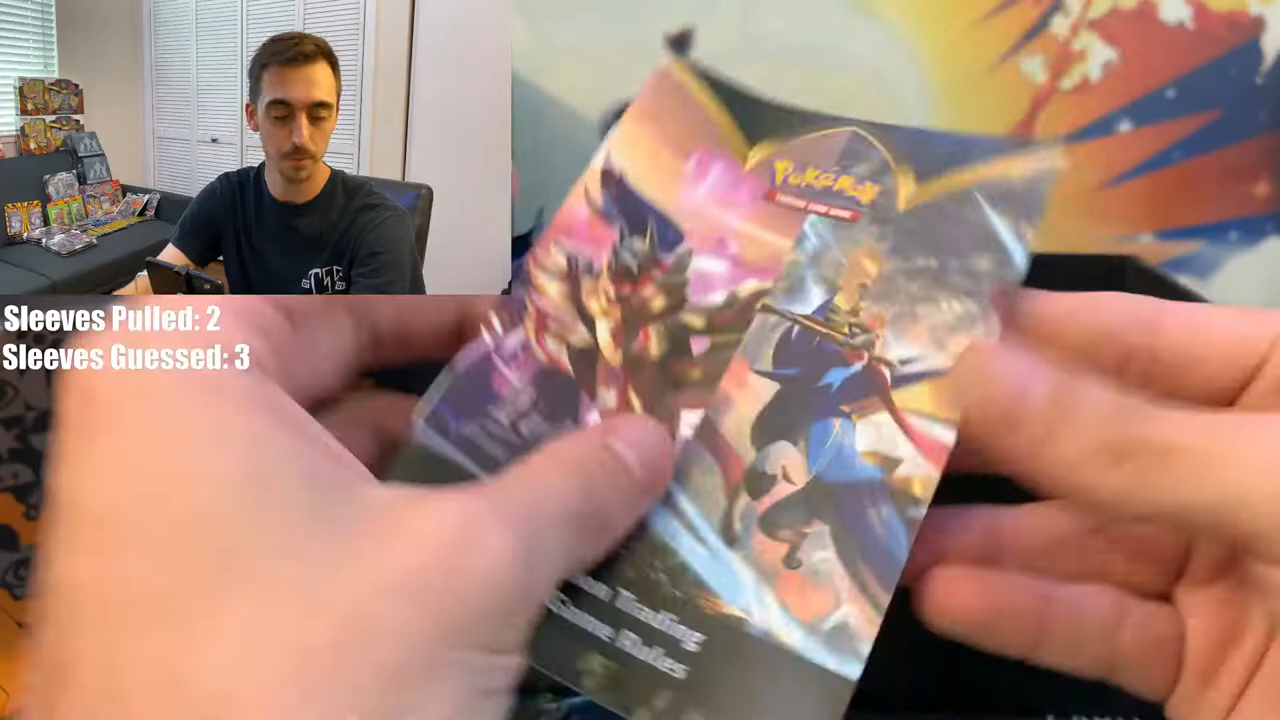 Sleeves Pulled: 2
Sleeves Guessed: 3
Pokémon
Trading
Game Rules